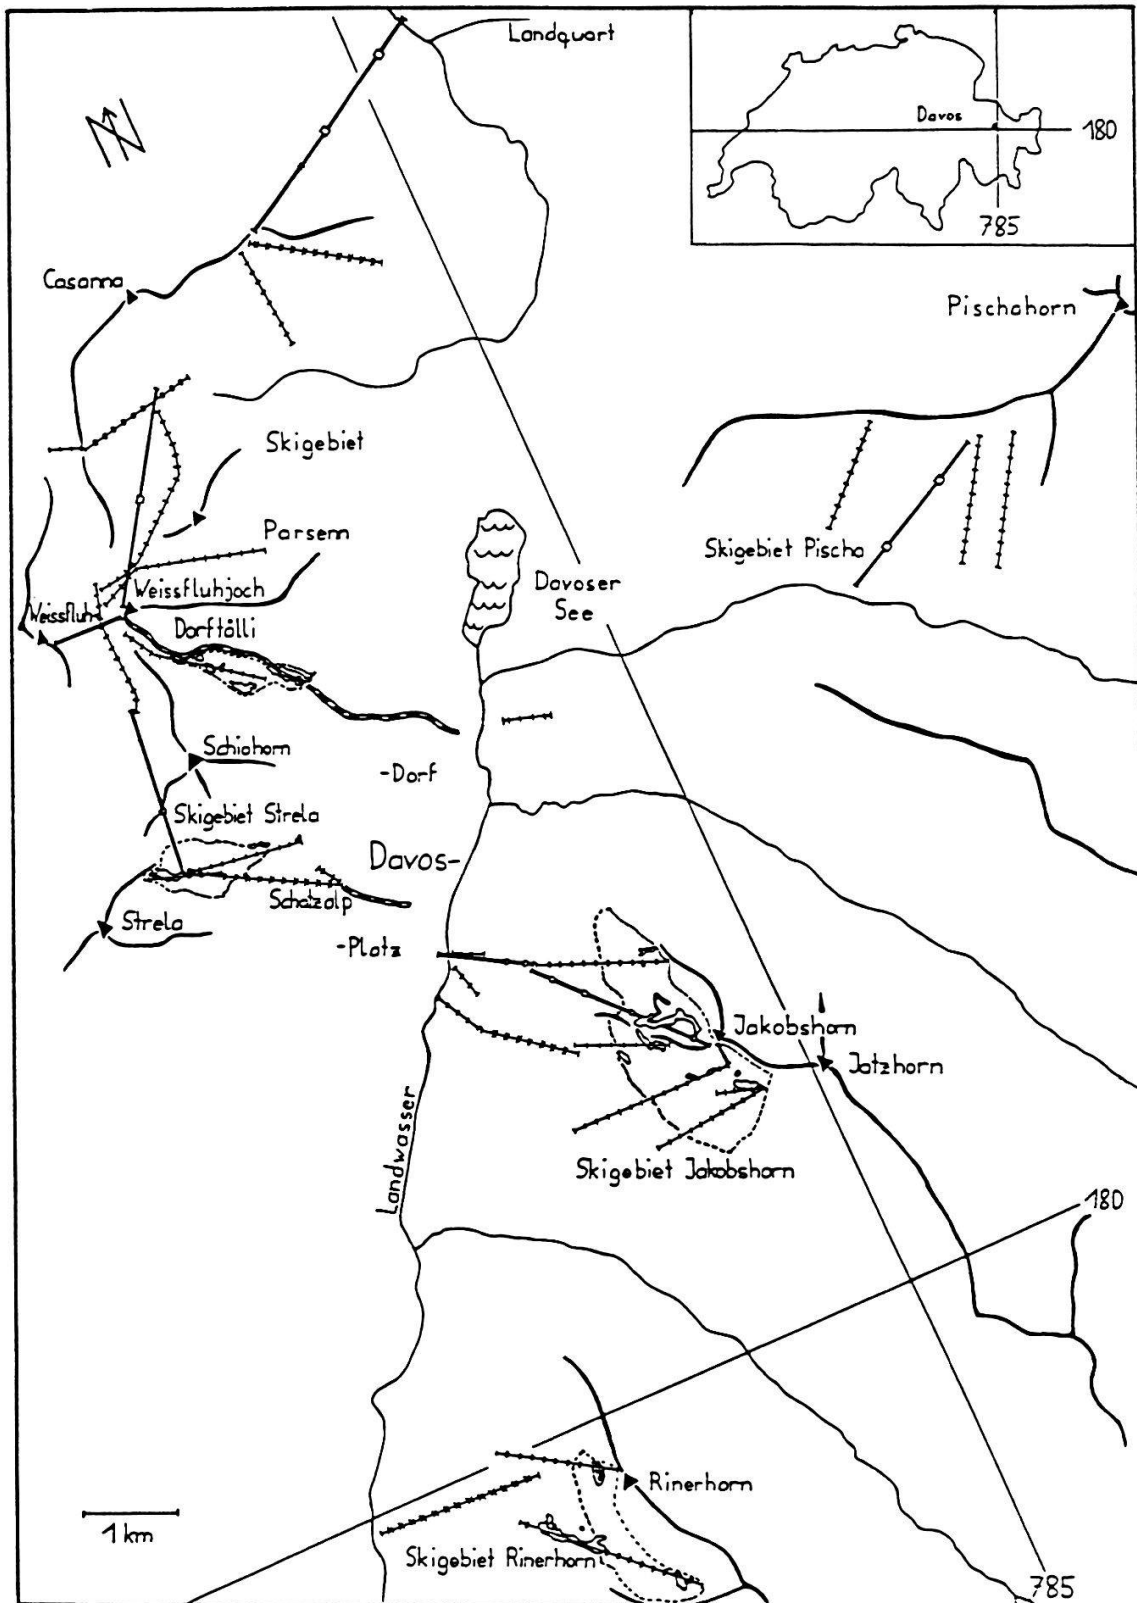 Landquart
N
Davos
180
785
Casanna
Pischahorn
Skigebiet
Parsenn
Skigebiet Pischa
Weissfluhjoch
Weissfluh
Davoser
See
Dorftälli
Schiahorn
-Dorf
Skigebiet Strela
Davos-
Schatzalp
Strela
-Platz
Jakobshorn
Jatzhorn
Landwasser
Skigebiet Jakobshorn
180
Rinerhorn
1 km
Skigebiet Rinerhorn
785